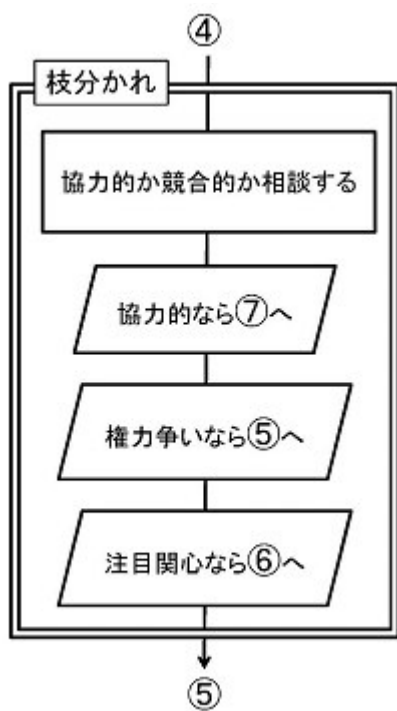 ④
枝分かれ
協力的か競合的か相談する
協力的なら⑦へ
権力争いなら⑤へ
注目関心なら⑥へ
⑤